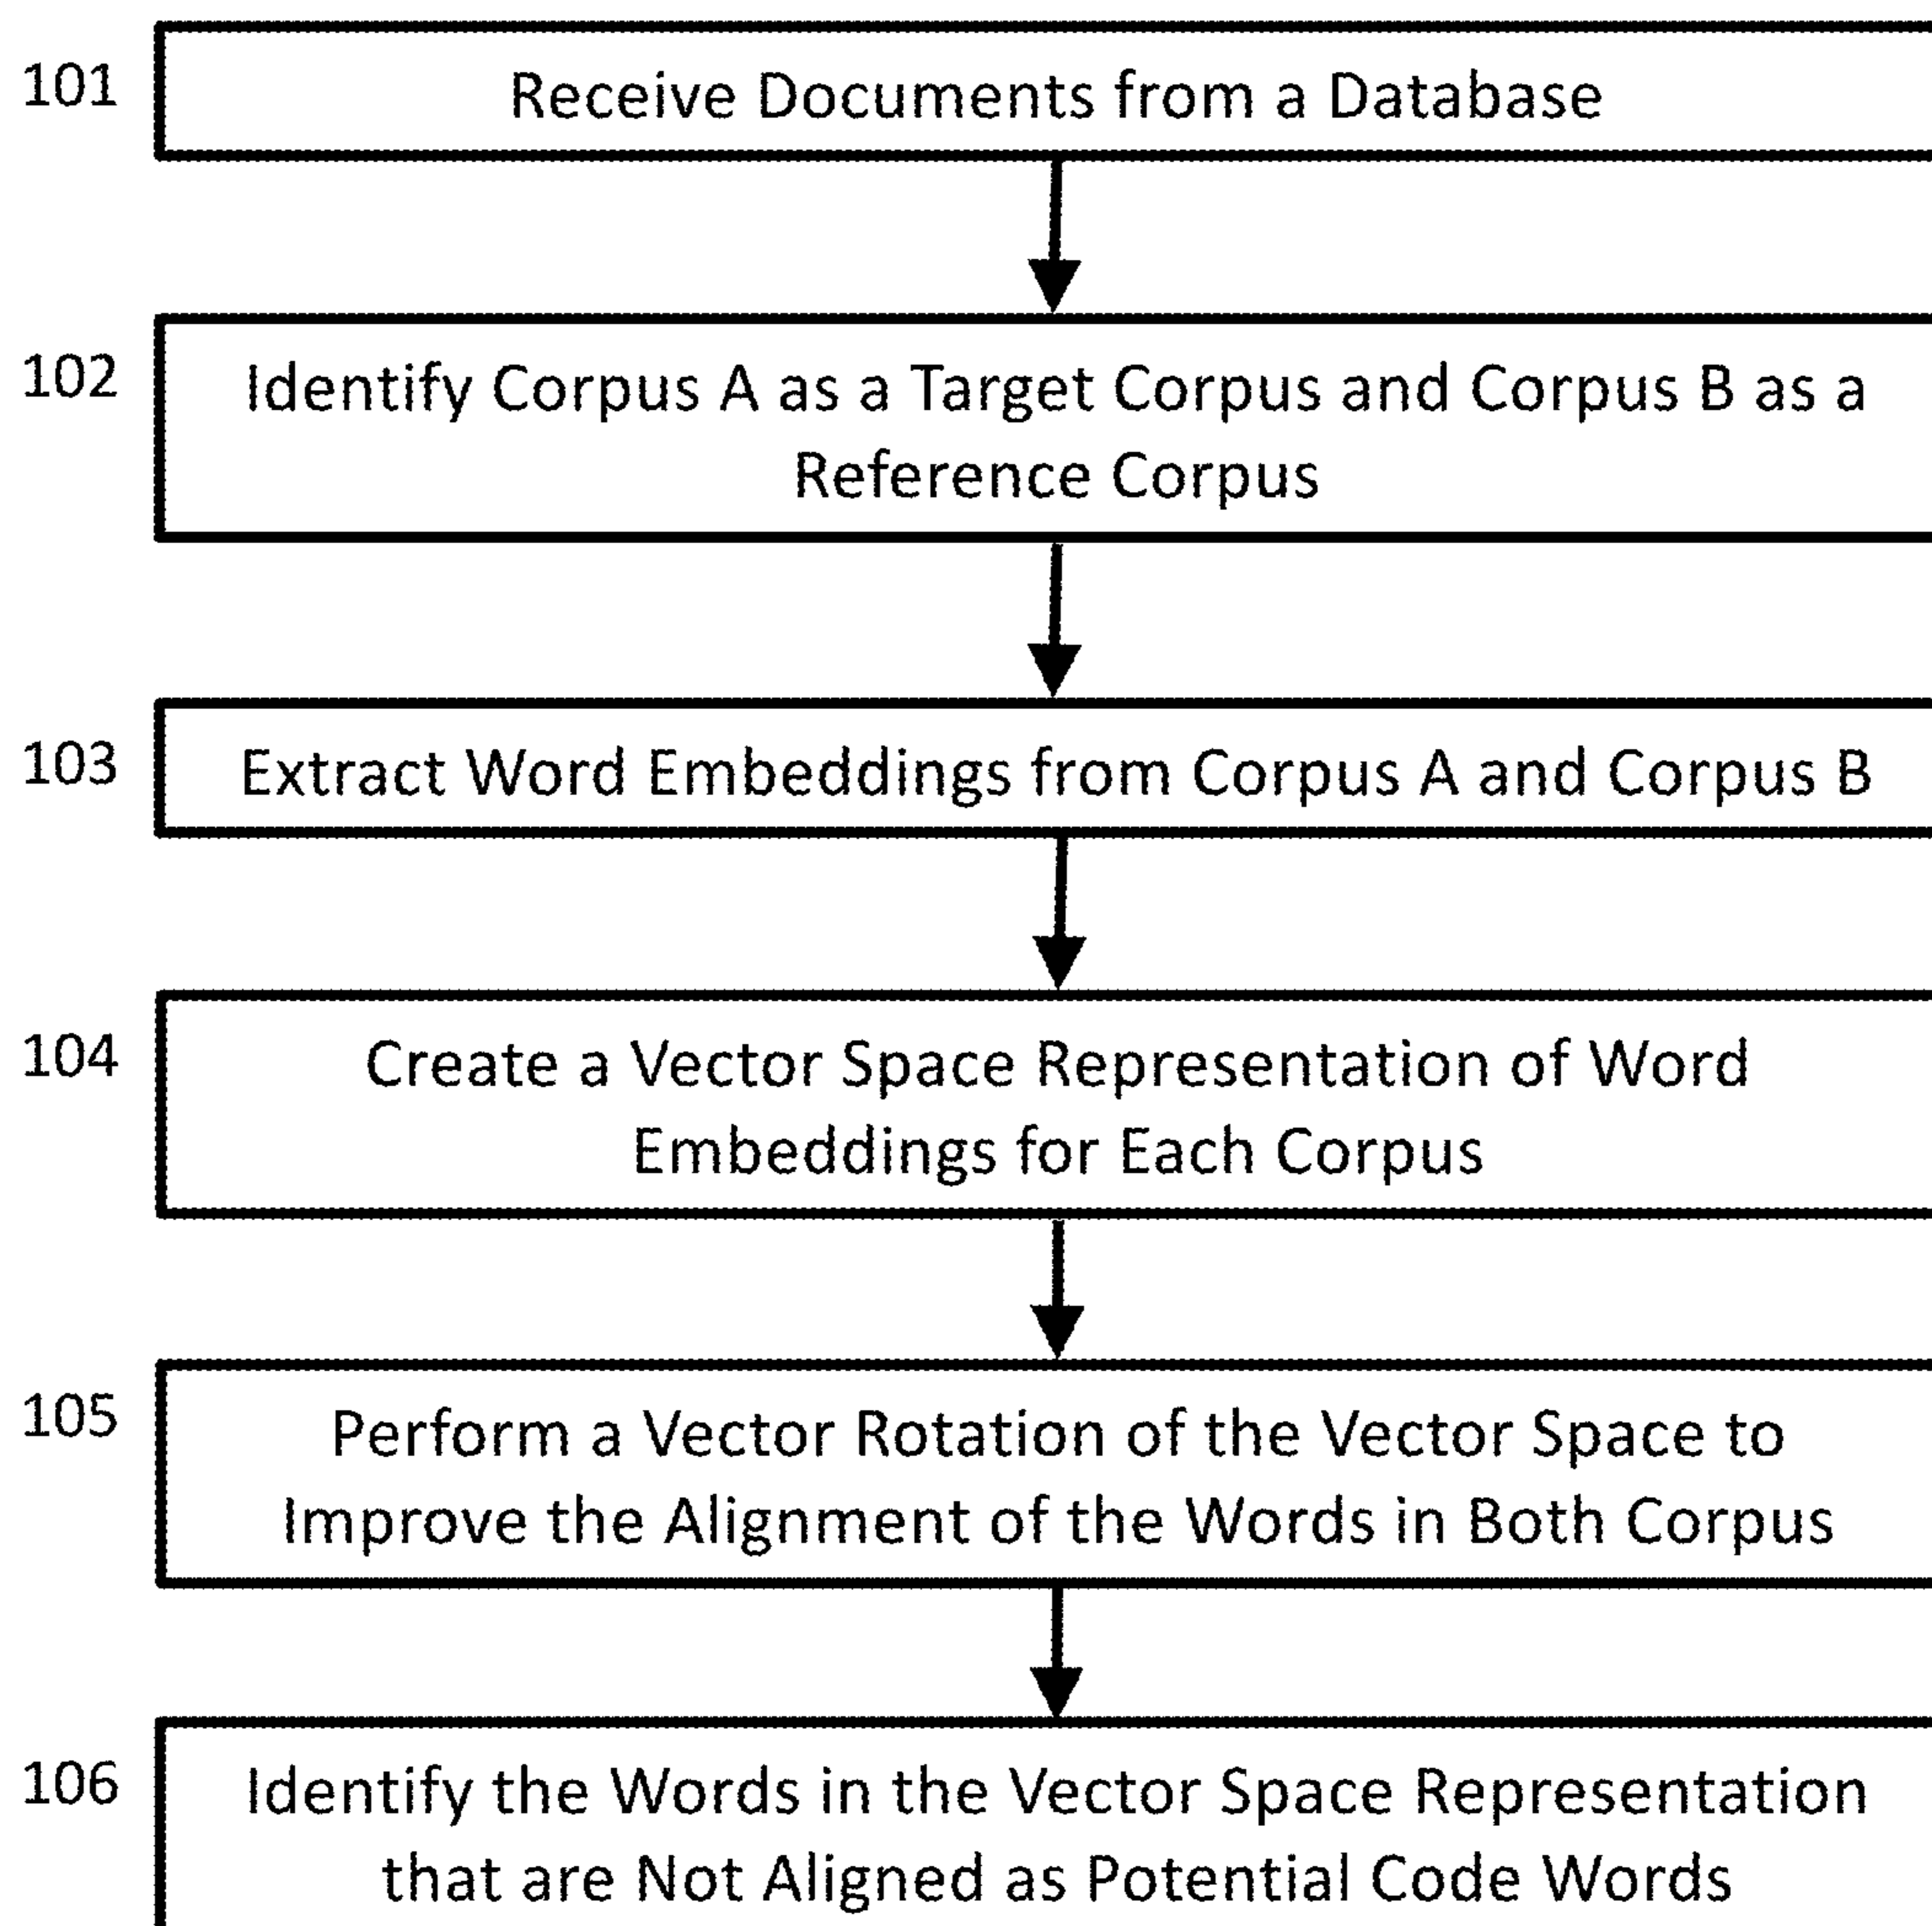 101
Receive Documents from a Database
102
Identify Corpus A as a Target Corpus and Corpus B as a
Reference Corpus
103
Extract Word Embeddings from Corpus A and Corpus B
104
Create a Vector Space Representation of Word
Embeddings for Each Corpus
105
Perform a Vector Rotation of the Vector Space to
Improve the Alignment of the Words in Both Corpus
106
Identify the Words in the Vector Space Representation
that are Not Aligned as Potential Code Words